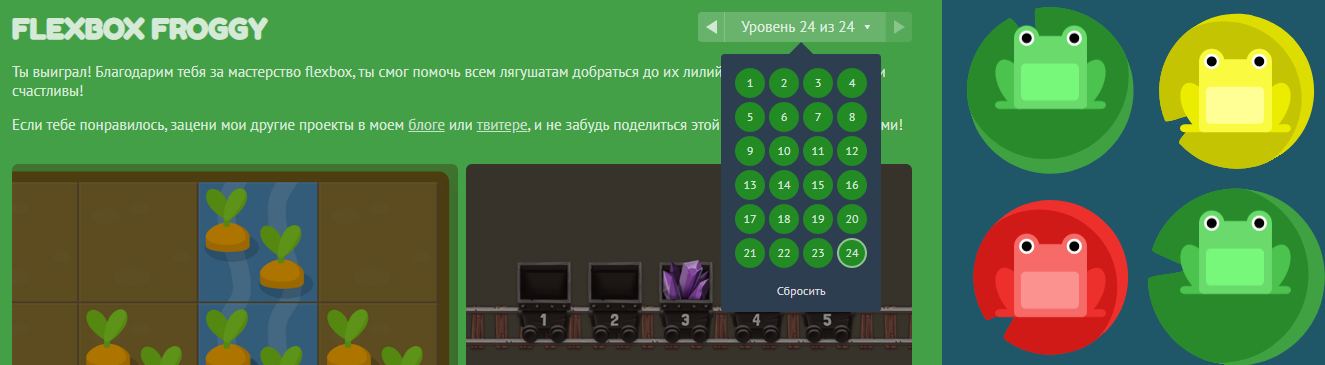 FLEXBOX FROGGY
Уровень 24 из 24
Ты выиграл! Благодарим тебя за мастерство flexbox, ты смог помочь всем лягушатам добраться до их лилий
счастливы!
Если тебе понравилось, зацени мои другие проекты в моем блоге или твитере, и не забудь поделиться этой ми!
1 2 3 4
5 6 7 8
9 10 11 12
13 14 15 16
17 18 19 20
21 22 23 24
Сбросить
1 2 3 4 5